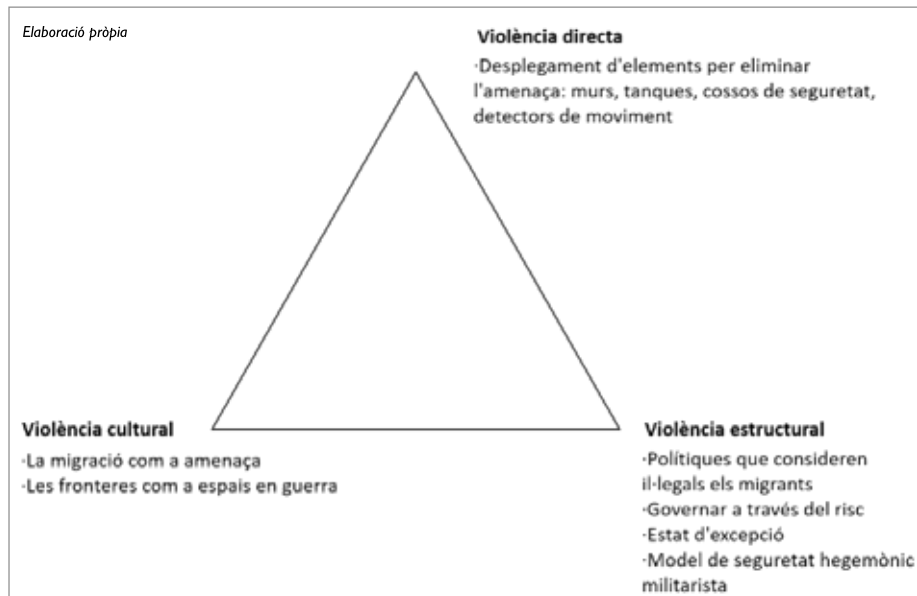 Elaboració pròpia
Violència directa
·Desplegament d'elements per eliminar
l'amenaça: murs, tanques, cossos de seguretat,
detectors de moviment
Violència cultural
·La migració com a amenaça
·Les fronteres com a espais en guerra
Violència estructural
·Polítiques que consideren
il·legals els migrants
·Governar a través del risc
·Estat d'excepció
·Model de seguretat hegemònic
militarista